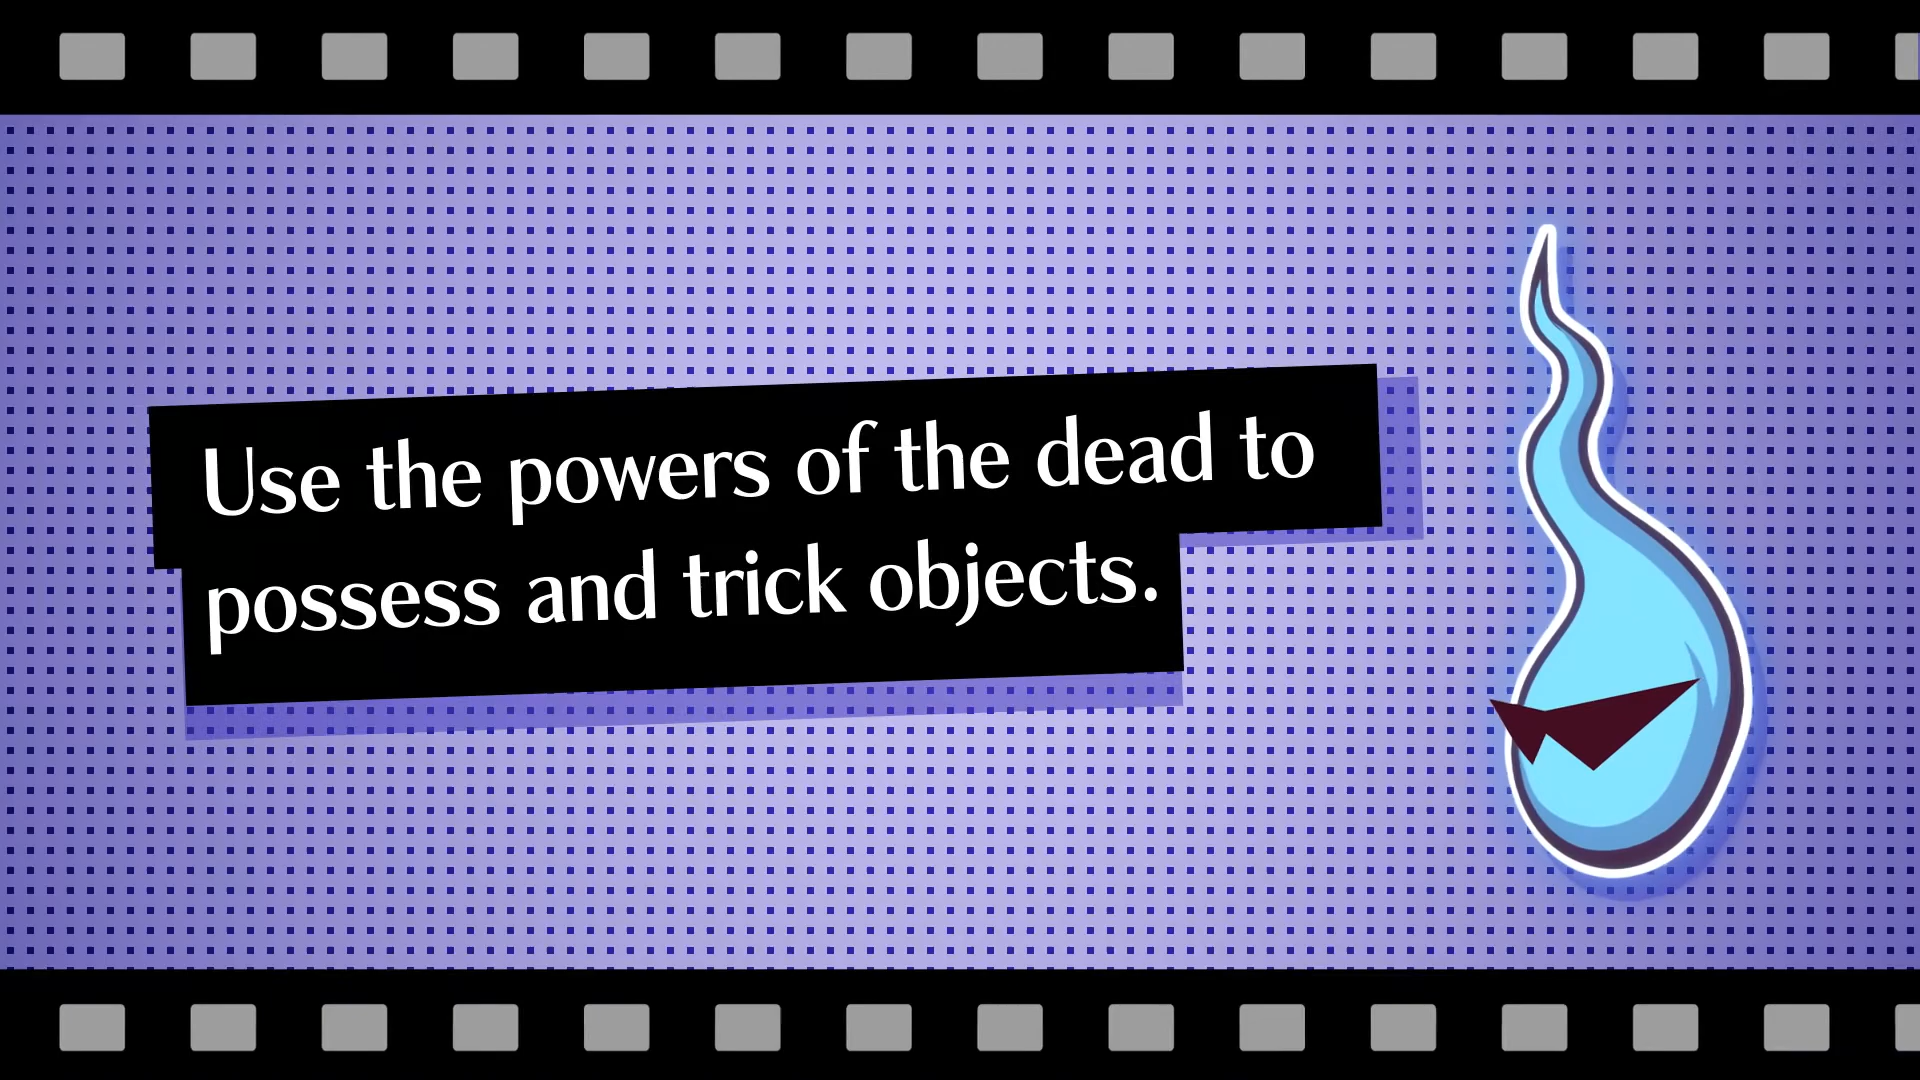 Use the powers of the dead to
possess and trick objects.